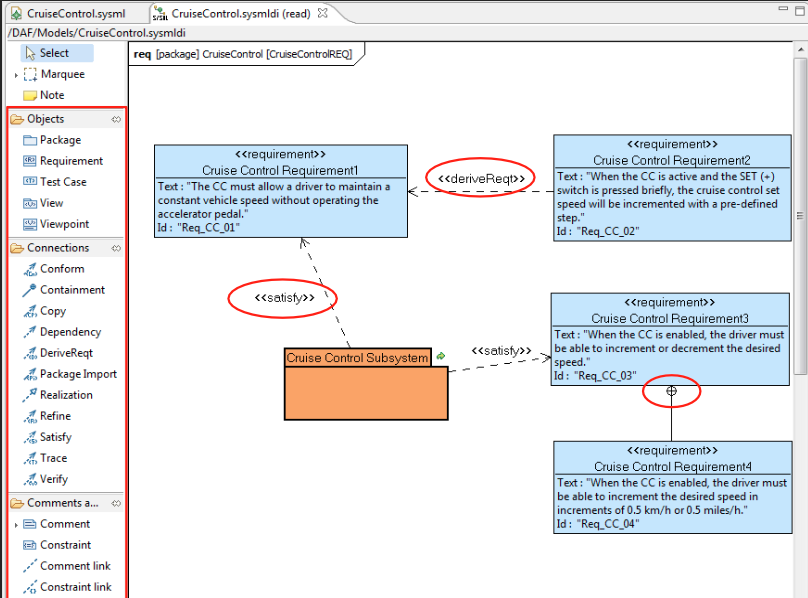 CruiseControl.sysml
CruiseControl.sysmldi (read)
/DAF/Models/CruiseControl.sysmldi
Select
Marquee
Note
Objects
Package
Requirement
Test Case
View
Viewpoint
Connections
Conform
Containment
Copy
Dependency
DeriveReqt
Package Import
Realization
Refine
Satisfy
Trace
Verify
Comments a...
Comment
Constraint
Comment link
Constraint link
req [package] CruiseControl [CruiseControlREQ]
<<requirement>>
Cruise Control Requirement1
Text : "The CC must allow a driver to maintain a
constant vehicle speed without operating the
accelerator pedal."
Id : "Req_CC_01"
<<deriveReqt>>
<<requirement>>
Cruise Control Requirement2
Text : "When the CC is active and the SET (+)
switch is pressed briefly, the cruise control set
speed will be incremented with a pre-defined
step."
Id : "Req_CC_02"
<<satisfy>>
Cruise Control Subsystem
<<satisfy>>
<<requirement>>
Cruise Control Requirement3
Text : "When the CC is enabled, the driver must
be able to increment or decrement the desired
speed."
Id : "Req_CC_03"
<<requirement>>
Cruise Control Requirement4
Text : "When the CC is enabled, the driver must
be able to increment the desired speed in
increments of 0.5 km/h or 0.5 miles/h."
Id : "Req_CC_04"